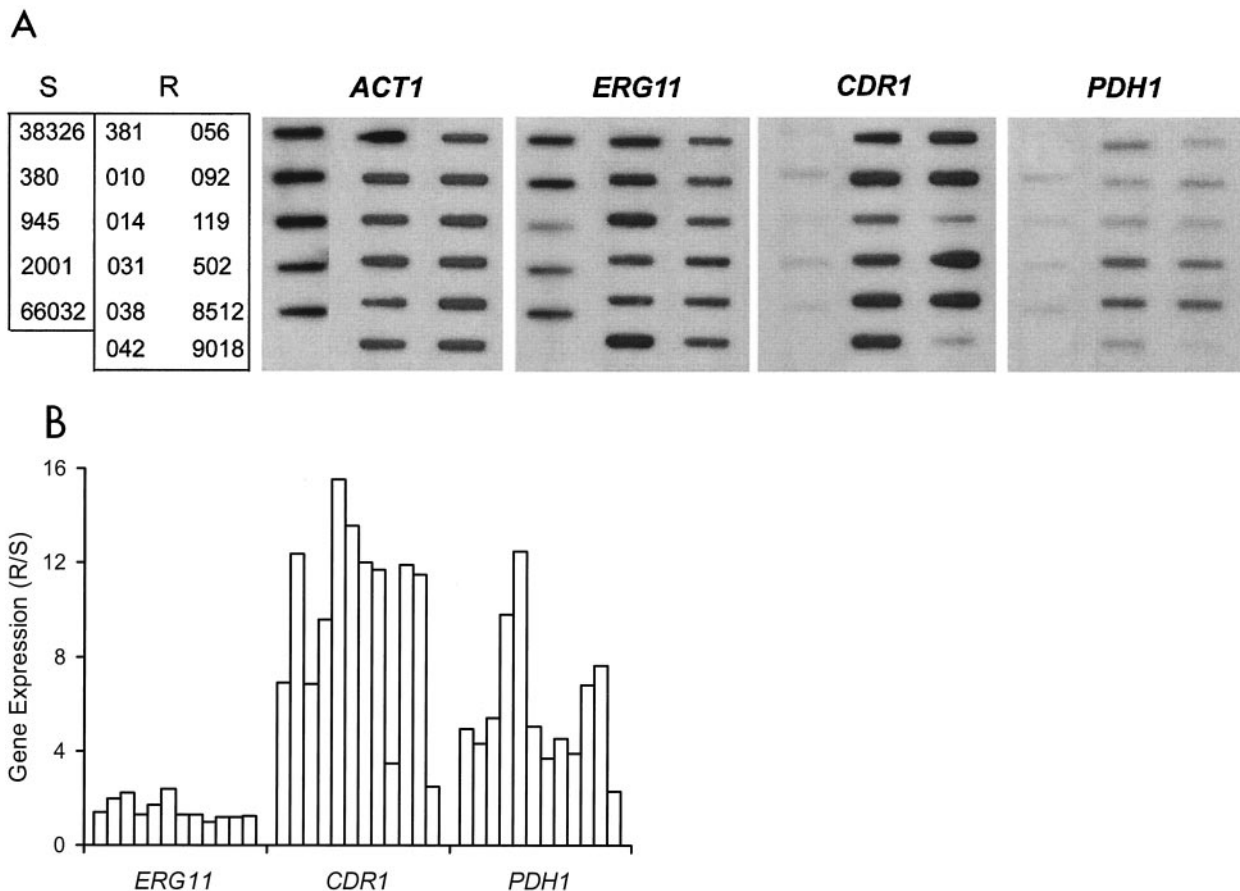 A
S R ACT1 ERG11 CDR1 PDH1
38326 381 056
380 010 092
945 014 119
2001 031 502
66032 038 8512
042 9018
B
16
12
8
4
0
Gene Expression (R/S)
ERG11 CDR1 PDH1